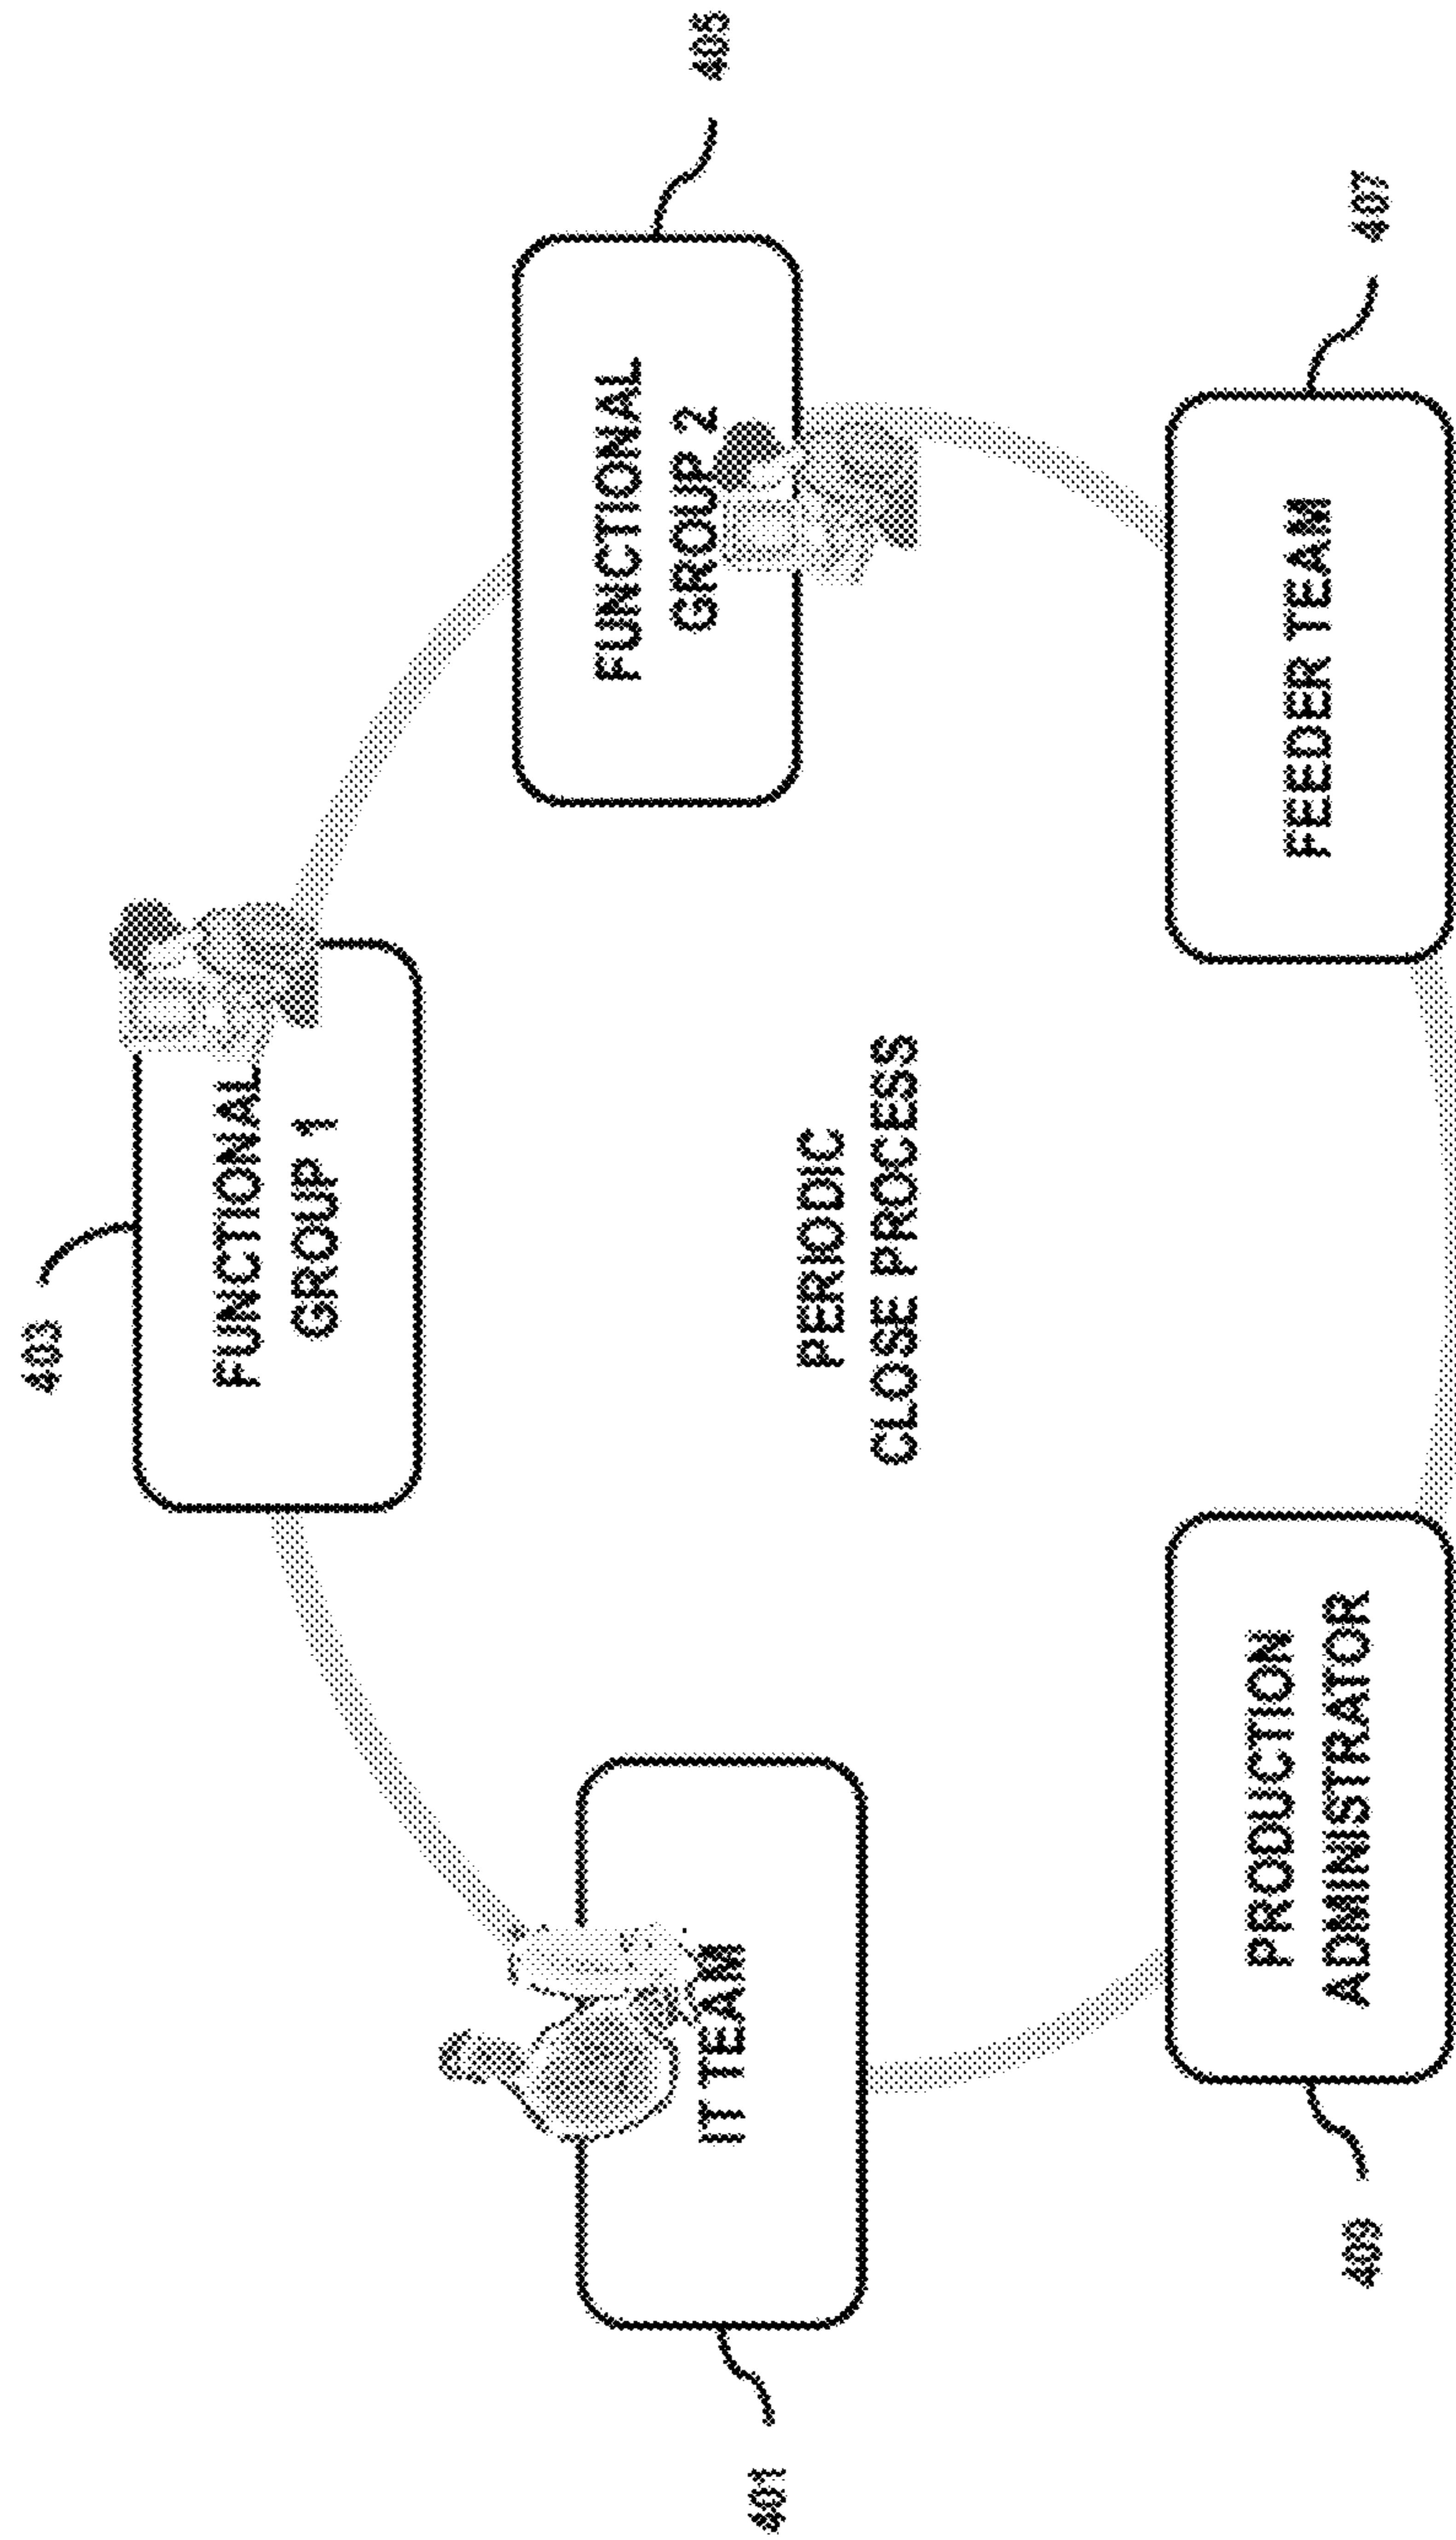 403
FUNCTIONAL
GROUP 1
405
FUNCTIONAL
GROUP 2
401
IT TEAM
PERIODIC
CLOSE PROCESS
407
FEEDER TEAM
409
PRODUCTION
ADMINISTRATOR